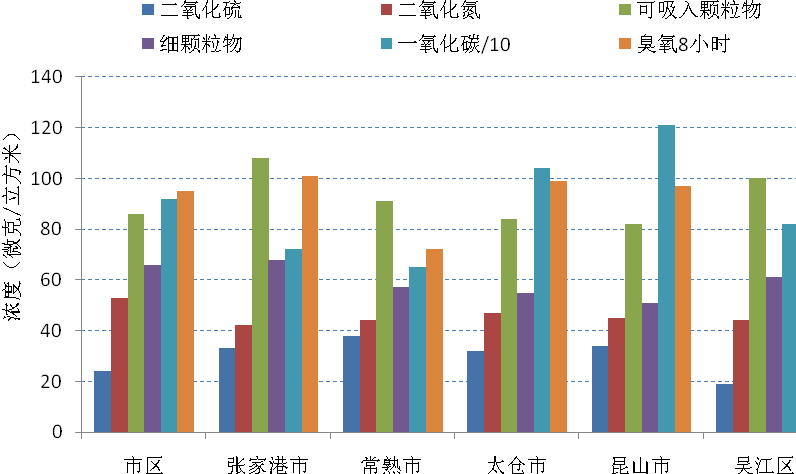 二氧化硫 二氧化氮 可吸入颗粒物
细颗粒物 一氧化碳/10 臭氧8小时
浓度（微克/立方米）
140
120
100
80
60
40
20
0
市区 张家港市 常熟市 太仓市 昆山市 吴江区